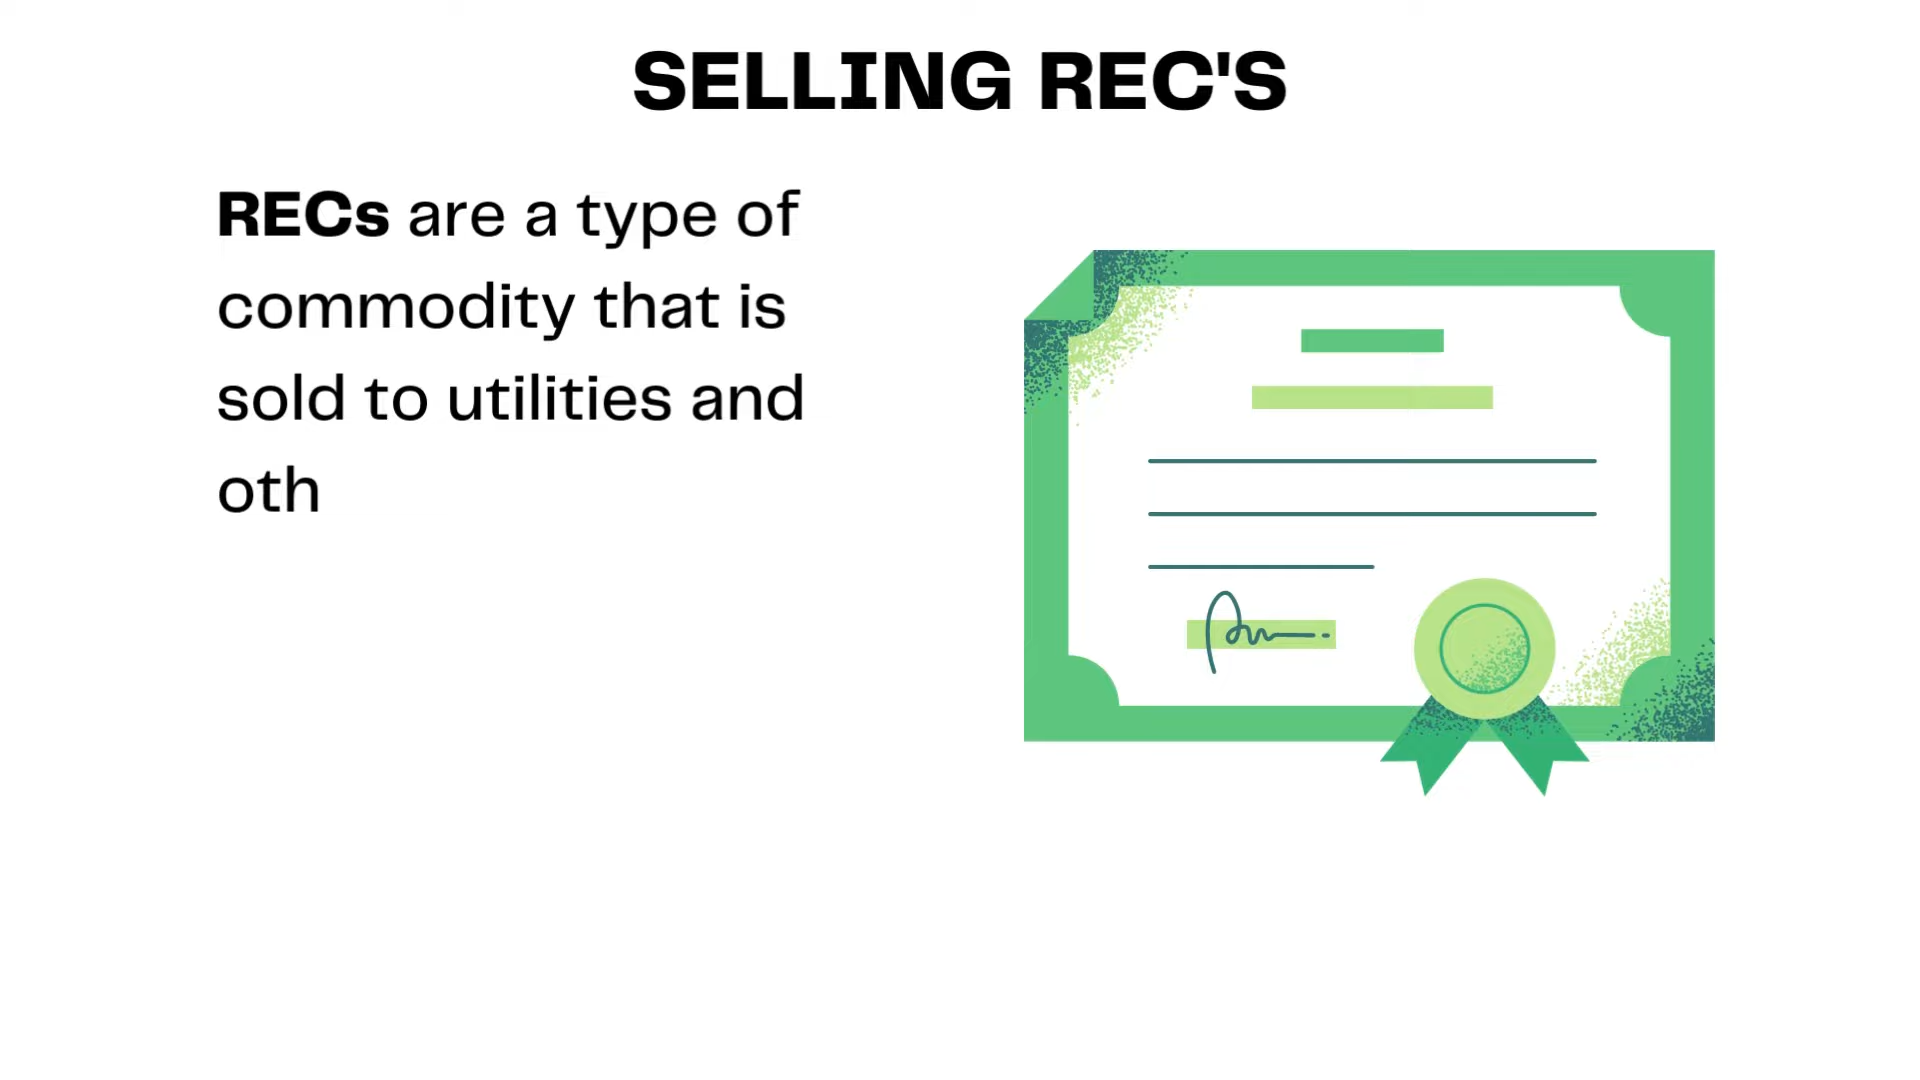 SELLING REC'S
RECs are a type of
commodity that is
sold to utilities and
oth